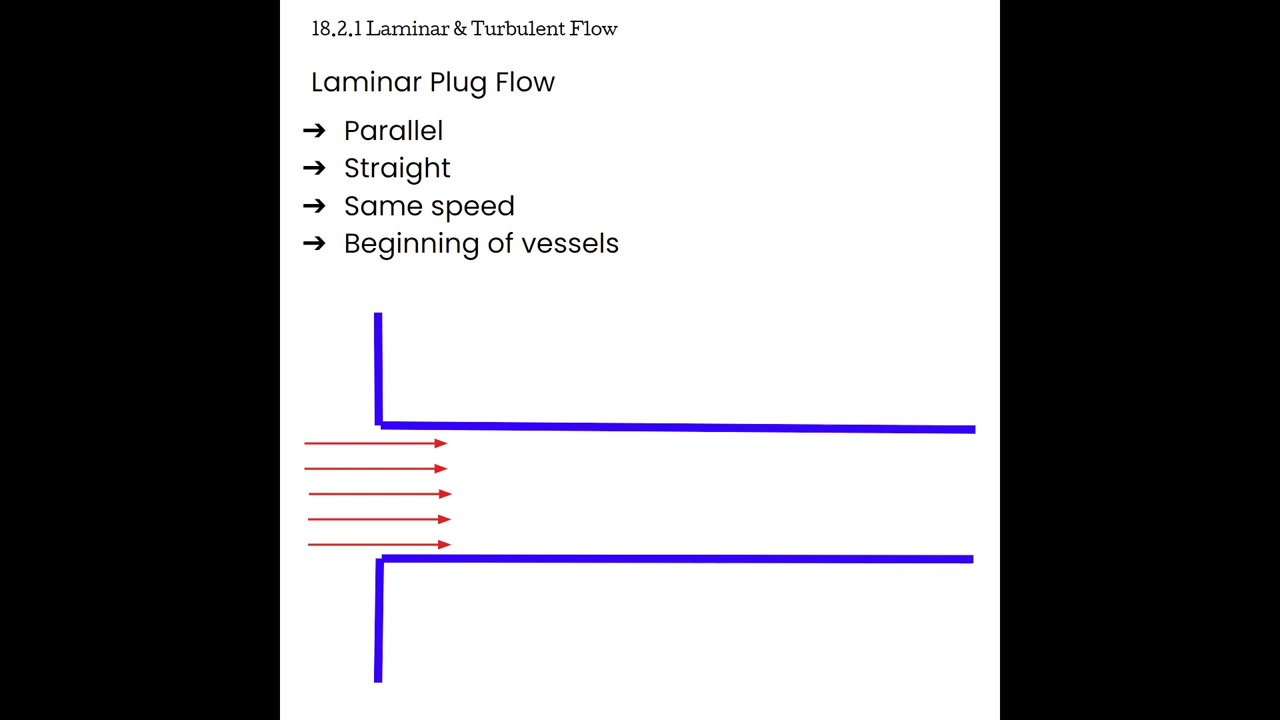 18.2.1 Laminar & Turbulent Flow
Laminar Plug Flow
➔ Parallel
➔ Straight
➔ Same speed
➔ Beginning of vessels